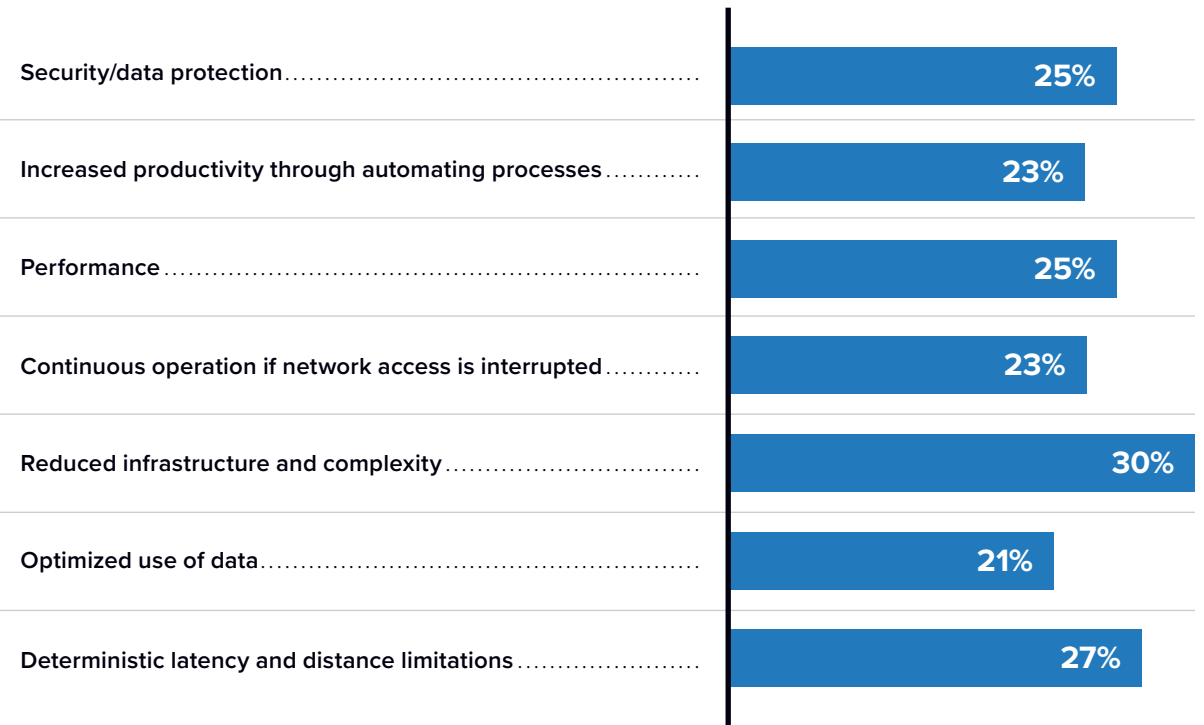 Security/data protection 25%
Increased productivity through automating processes 23%
Performance 25%
Continuous operation if network access is interrupted 23%
Reduced infrastructure and complexity 30%
Optimized use of data 21%
Deterministic latency and distance limitations 27%